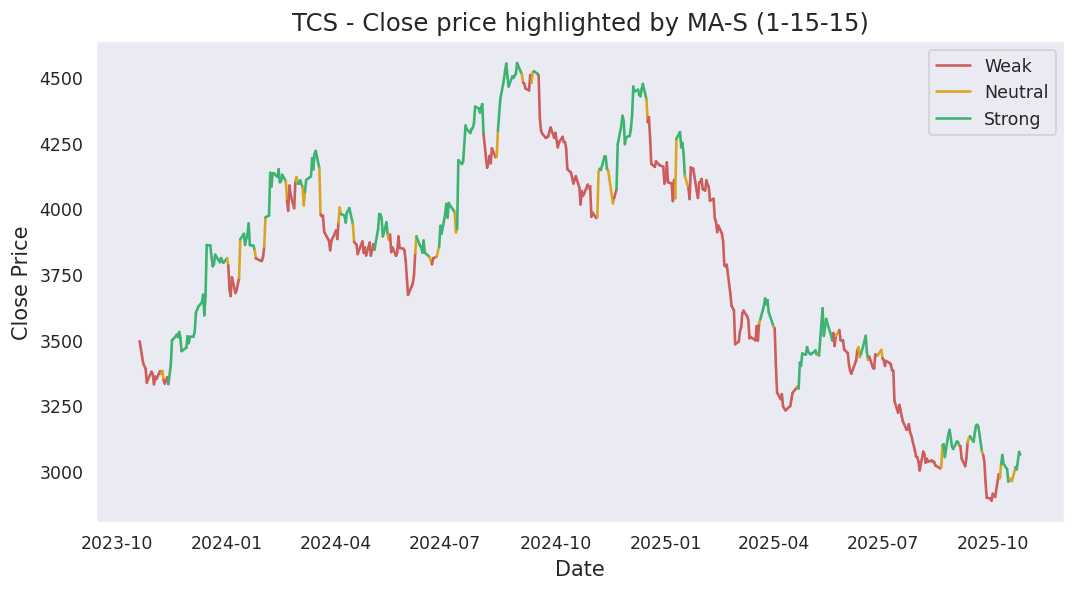 TCS - Close price highlighted by MA-S (1-15-15)
Weak
Neutral
Strong
Close Price
4500
4250
4000
3750
3500
3250
3000
2023-10 2024-01 2024-04 2024-07 2024-10 2025-01 2025-04 2025-07 2025-10
Date